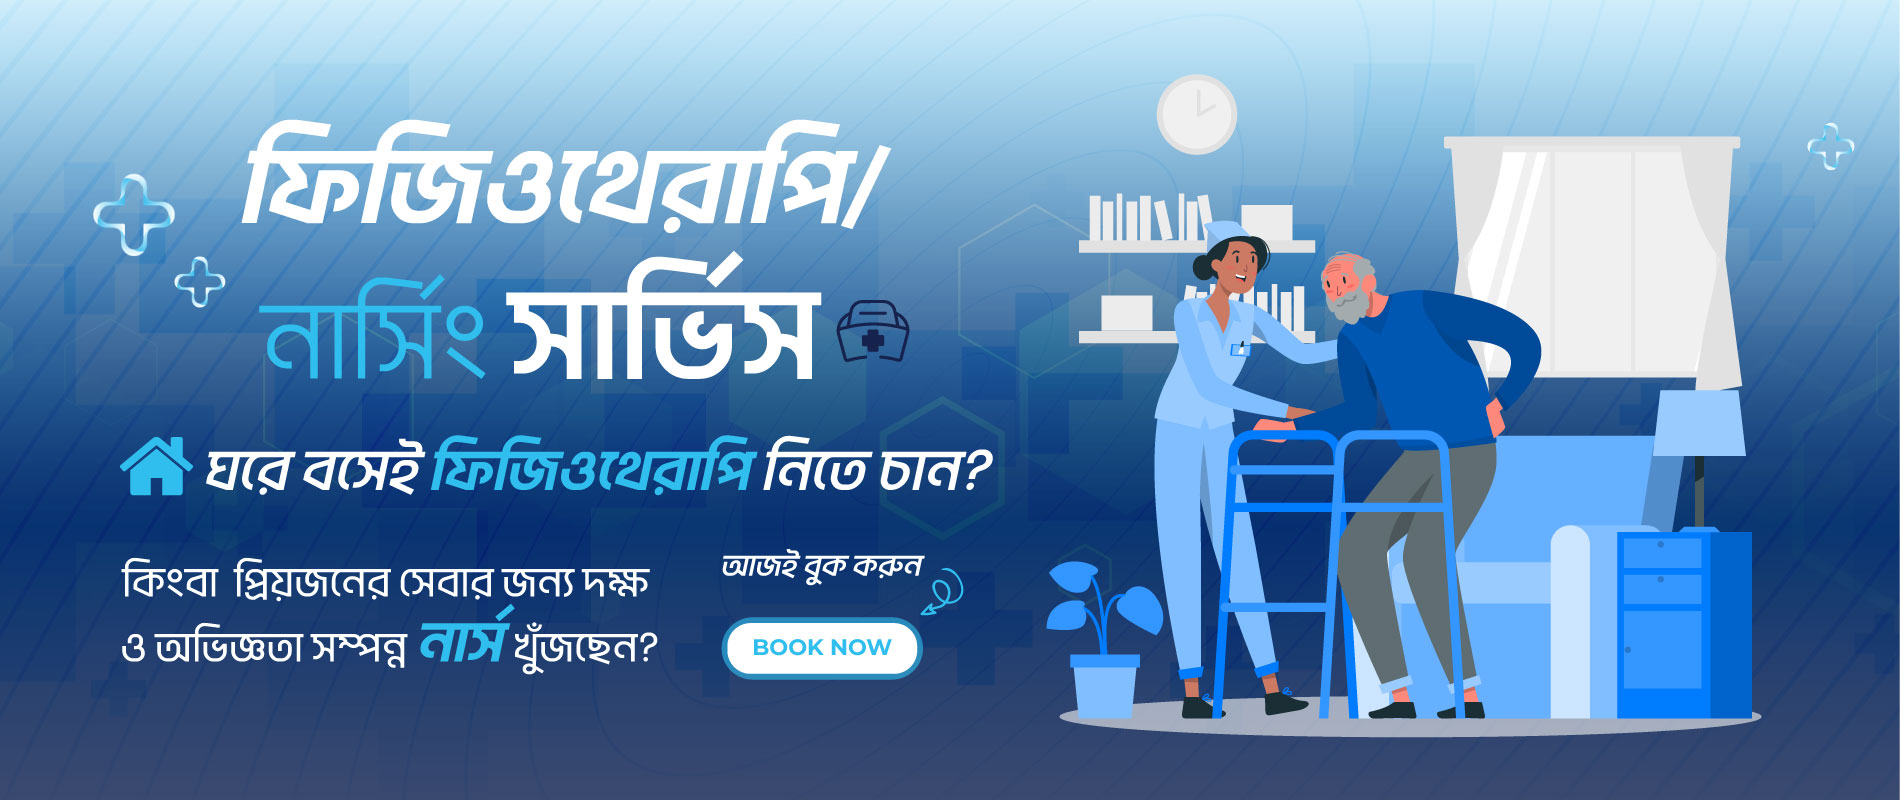 ফিজিওথেরাপি/
নার্সিং সার্ভিস
ঘরে বসেই ফিজিওথেরাপি নিতে চান?
কিংবা প্রিয়জনের সেবার জন্য দক্ষ
ও অভিজ্ঞতা সম্পন্ন নার্স খুঁজছেন?
আজই বুক করুন
BOOK NOW